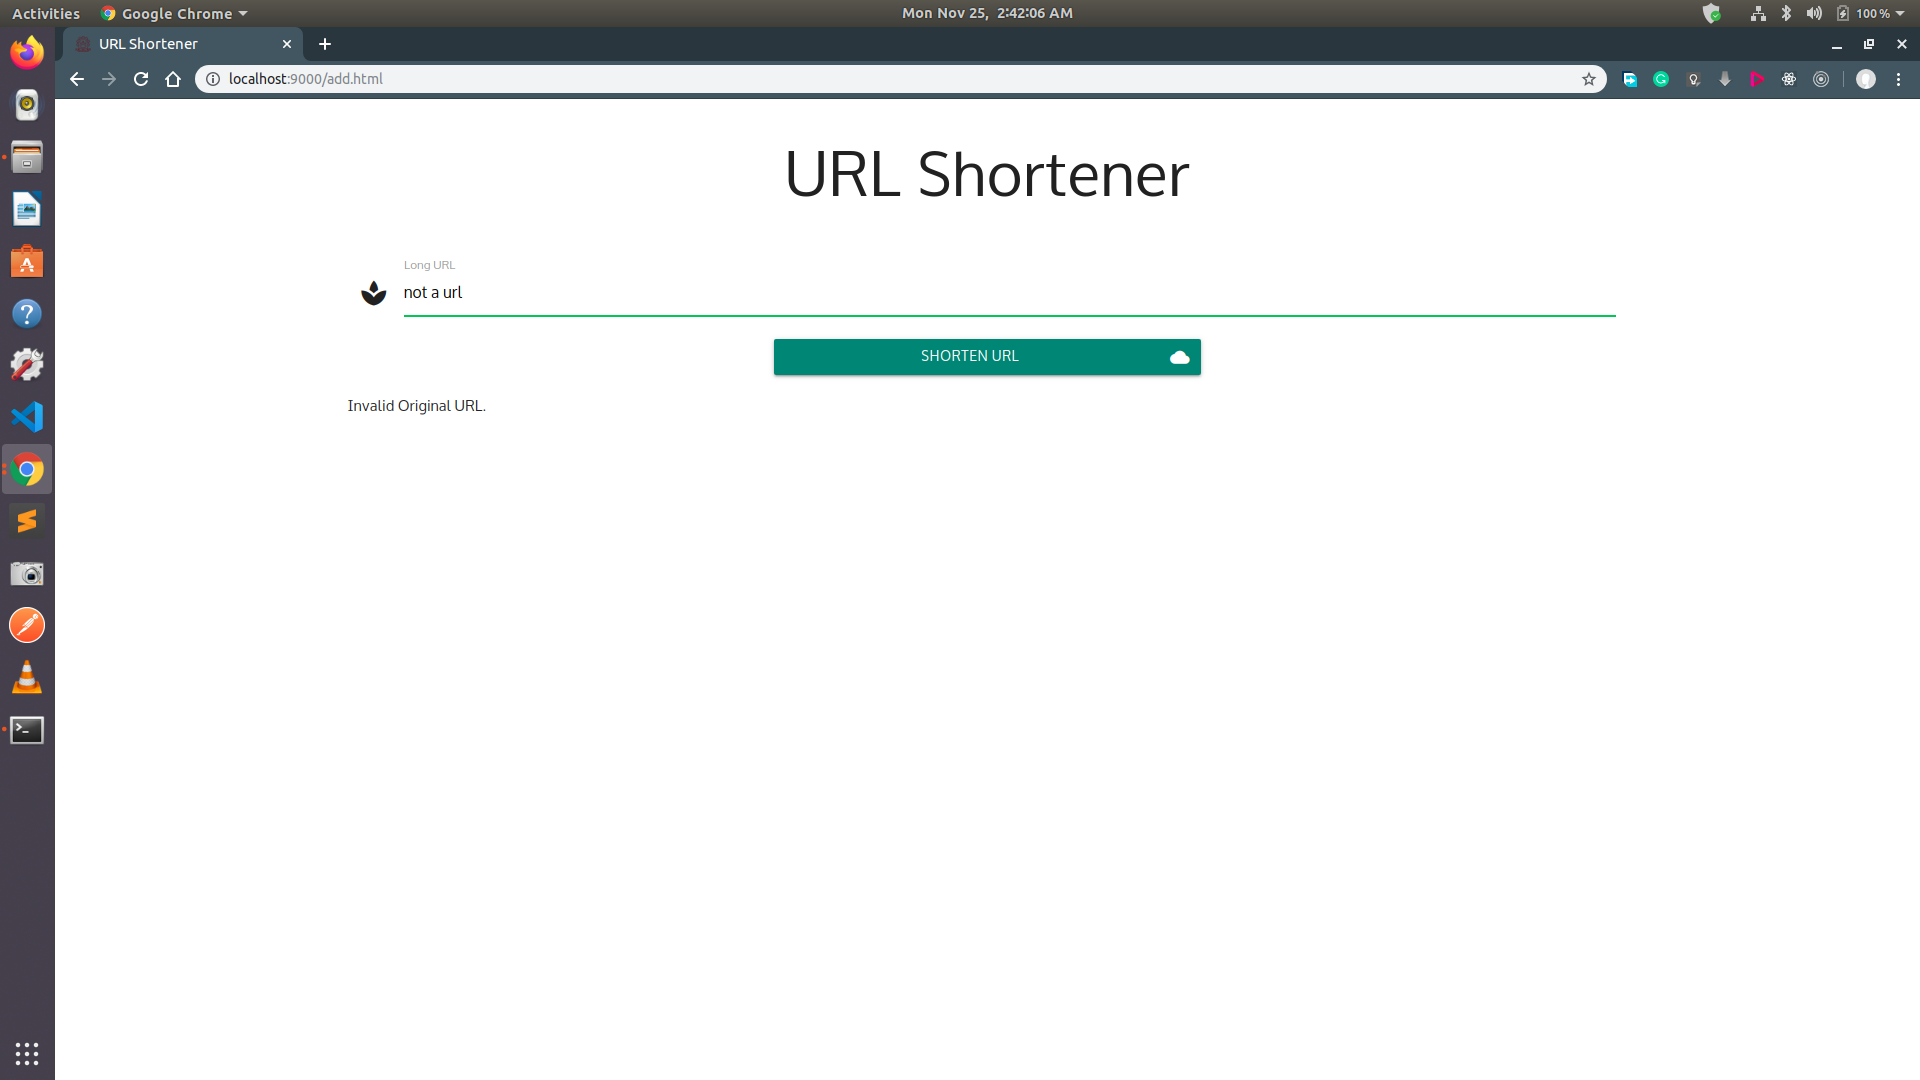 Activities Google Chrome Mon Nov 25, 2:42:06 AM 100 %
URL Shortener
localhost:9000/add.html
URL Shortener
Long URL
not a url
SHORTEN URL
Invalid Original URL.